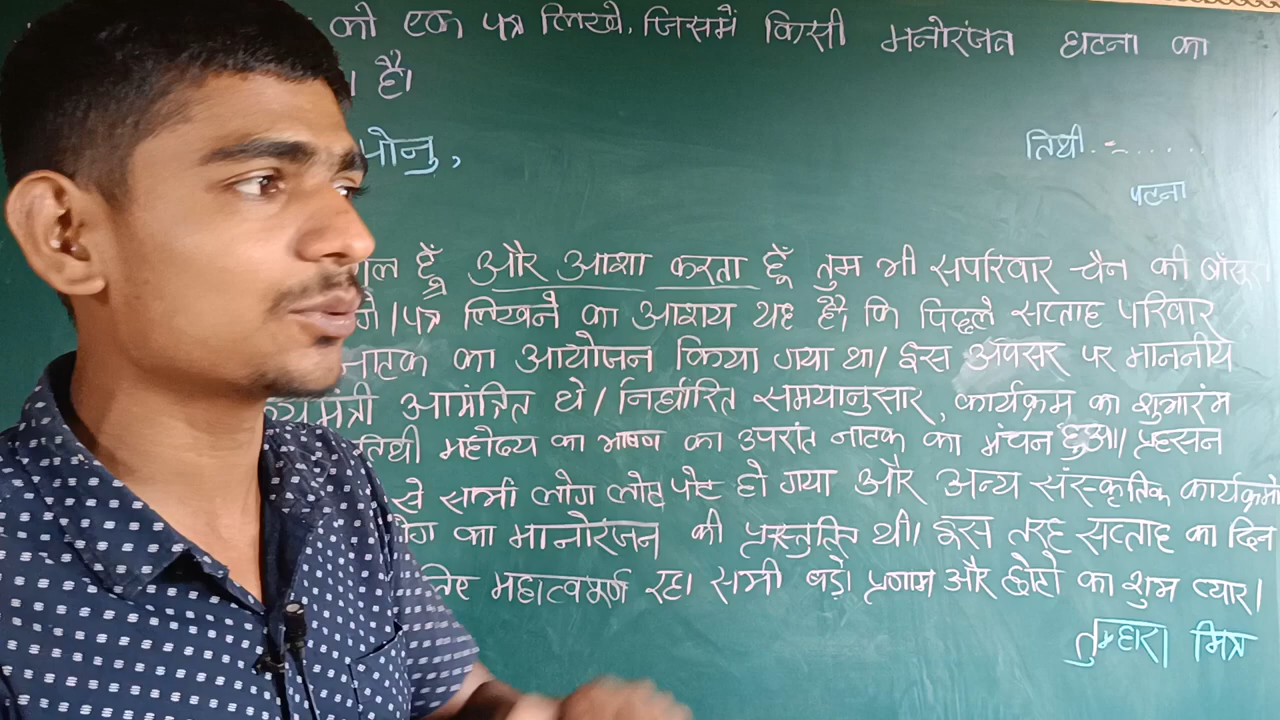 को एक पत्र लिखे, जिसमें किसी मनोरंजन घटना का
है।
पोनु,
तिथी.........
पटना
हूँ और आशा करता हूँ तुम भी सपरिवार चैन की
पत्र लिखने का आशय यह है, कि पिछले सप्ताह परिवार
नाटक का आयोजन किया गया था। इस अवसर पर माननीय
आमंत्रित थे। निर्धारित समयानुसार, कार्यक्रम का शुभारंम
महोदय का भाषण का उपरांत नाटक का मंचन हुआ। प्रहसन
से सभी लोग लोट पोट हो गया और अन्य संस्कृतिक कार्यक्रमो
का मानोरंजन की प्रस्तुति थी। इस तरह सप्ताह का दिन
लिए महात्वपूर्ण रहा। सभी बड़ो प्रणाम और छोटो का शुभ प्यार।
तुम्हारा मित्र